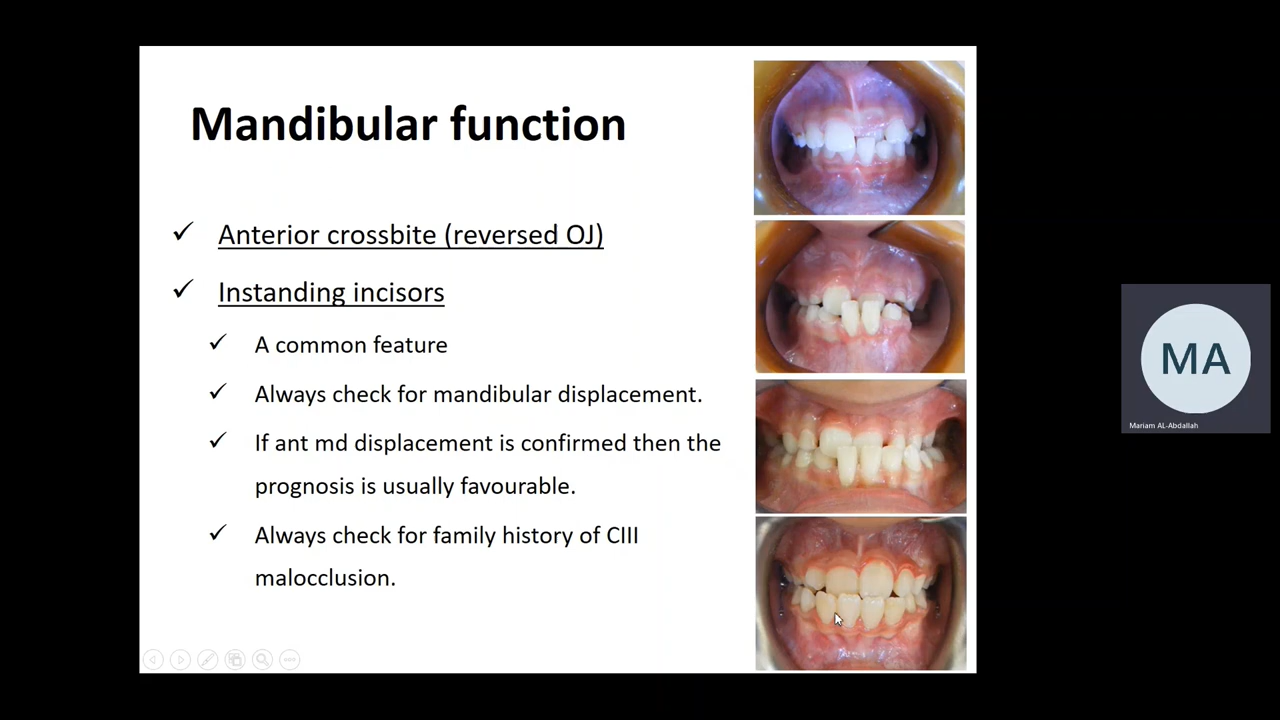 Mandibular function
Anterior crossbite (reversed OJ)
Instanding incisors
A common feature
Always check for mandibular displacement.
If ant md displacement is confirmed then the
prognosis is usually favourable.
Always check for family history of CIII
malocclusion.
MA
Mariam AL-Abdallah